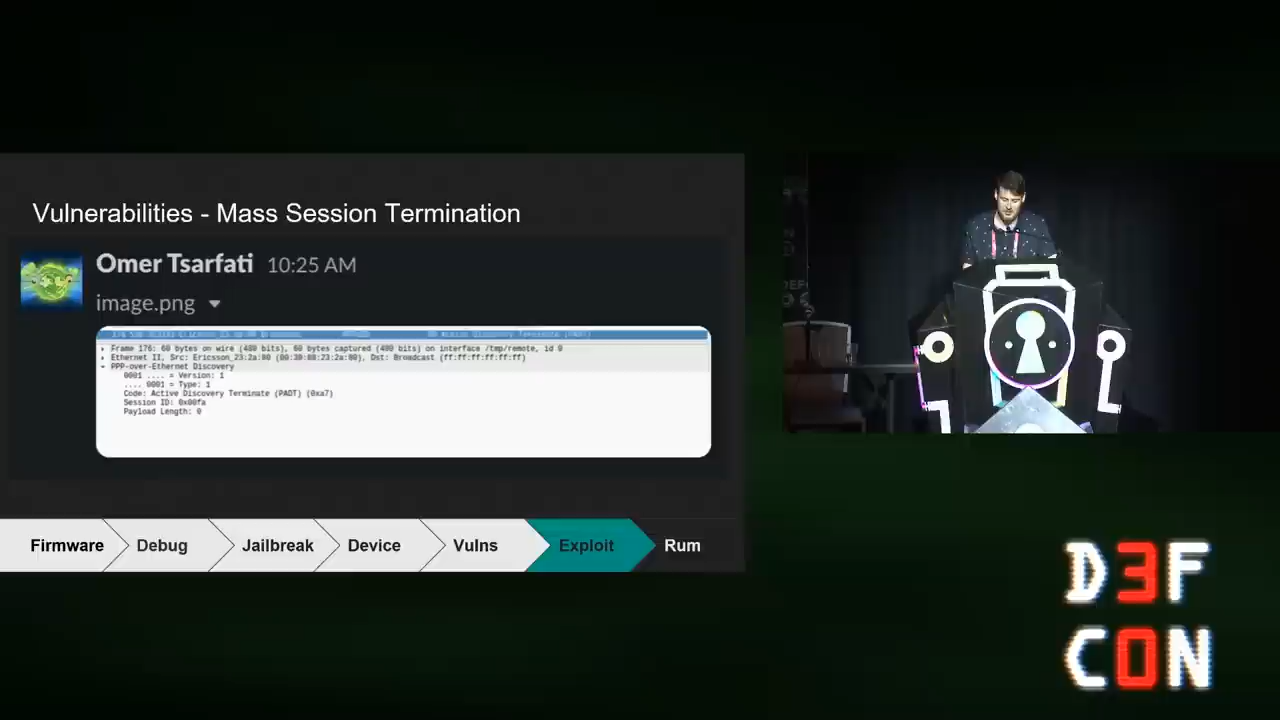 Vulnerabilities - Mass Session Termination
Omer Tsarfati 10:25 AM
image.png
Frame 176: 60 bytes on wire (480 bits), 60 bytes captured (480 bits) on interface /tmp/remote, id 0
Ethernet II, Src: Ericsson_23:2a:00 (00:30:88:23:2a:00), Dst: Broadcast (ff:ff:ff:ff:ff:ff)
PPP-over-Ethernet Discovery
0001 .... = Version: 1
.... 0001 = Type: 1
Code: Active Discovery Terminate (PADT) (0xa7)
Session ID: 0x00fa
Payload Length: 0
Firmware
Debug
Jailbreak
Device
Vulns
Exploit
Rum
D3F
C0N